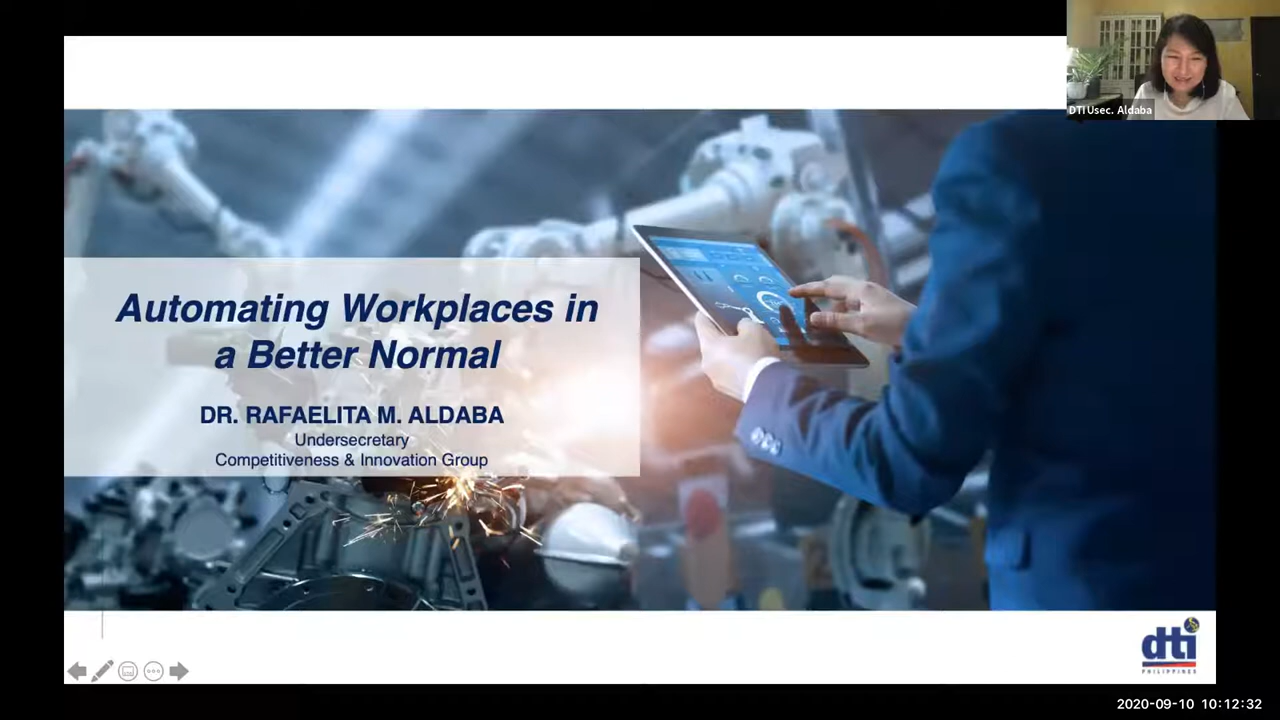 DTI Usec. Aldaba
Automating Workplaces in
a Better Normal
DR. RAFAELITA M. ALDABA
Undersecretary
Competitiveness & Innovation Group
dti
PHILIPPINES
2020-09-10 10:12:32